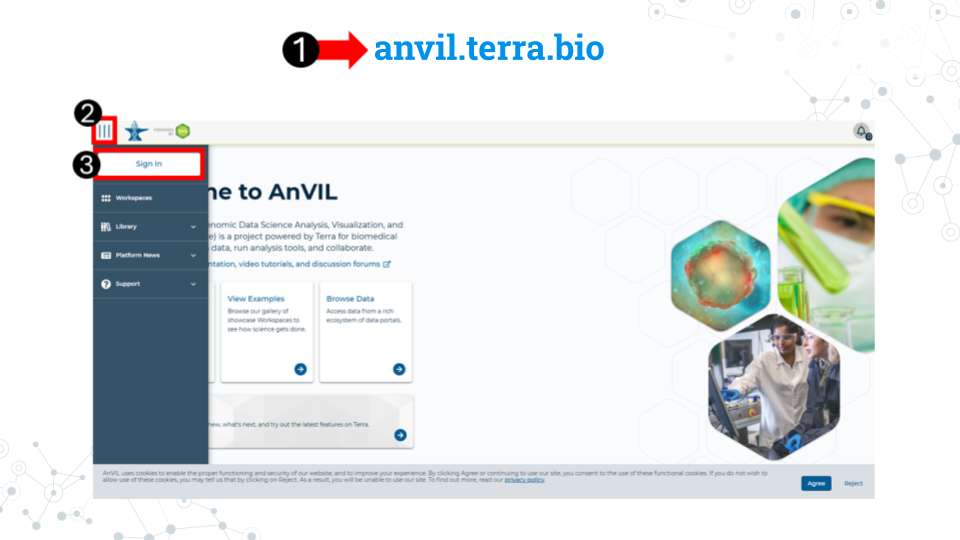 1 anvil.terra.bio
2
POWERED BY
3 Sign In
Workspaces
Library
Platform News
Support
0
me to AnVIL
nomic Data Science Analysis, Visualization, and
e) is a project powered by Terra for biomedical
data, run analysis tools, and collaborate.
ntation, video tutorials, and discussion forums
View Examples
Browse our gallery of
showcase Workspaces to
see how science gets done.
Browse Data
Access data from a rich
ecosystem of data portals.
new, what's next, and try out the latest features on Terra.
AnVIL uses cookies to enable the proper functioning and security of our website, and to improve your experience. By clicking Agree or continuing to use our site, you consent to the use of these functional cookies. If you do not wish to
allow use of these cookies, you may tell us that by clicking on Reject. As a result, you will be unable to use our site. To find out more, read our privacy policy.
Agree
Reject